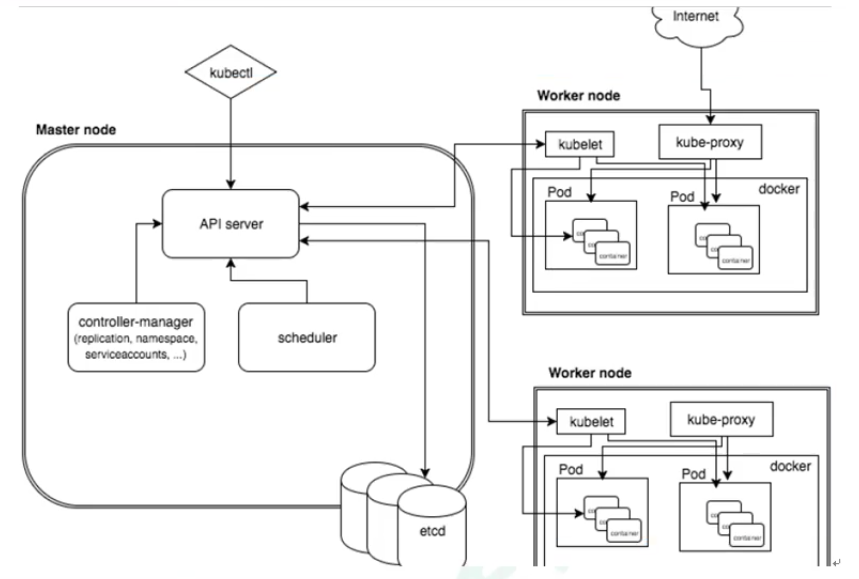 Internet
kubectl
Master node
API server
controller-manager
(replication, namespace,
serviceaccounts, ...)
scheduler
etcd
Worker node
kubelet
kube-proxy
docker
Pod
Pod
container
container
Worker node
kubelet
kube-proxy
docker
Pod
Pod
container
container